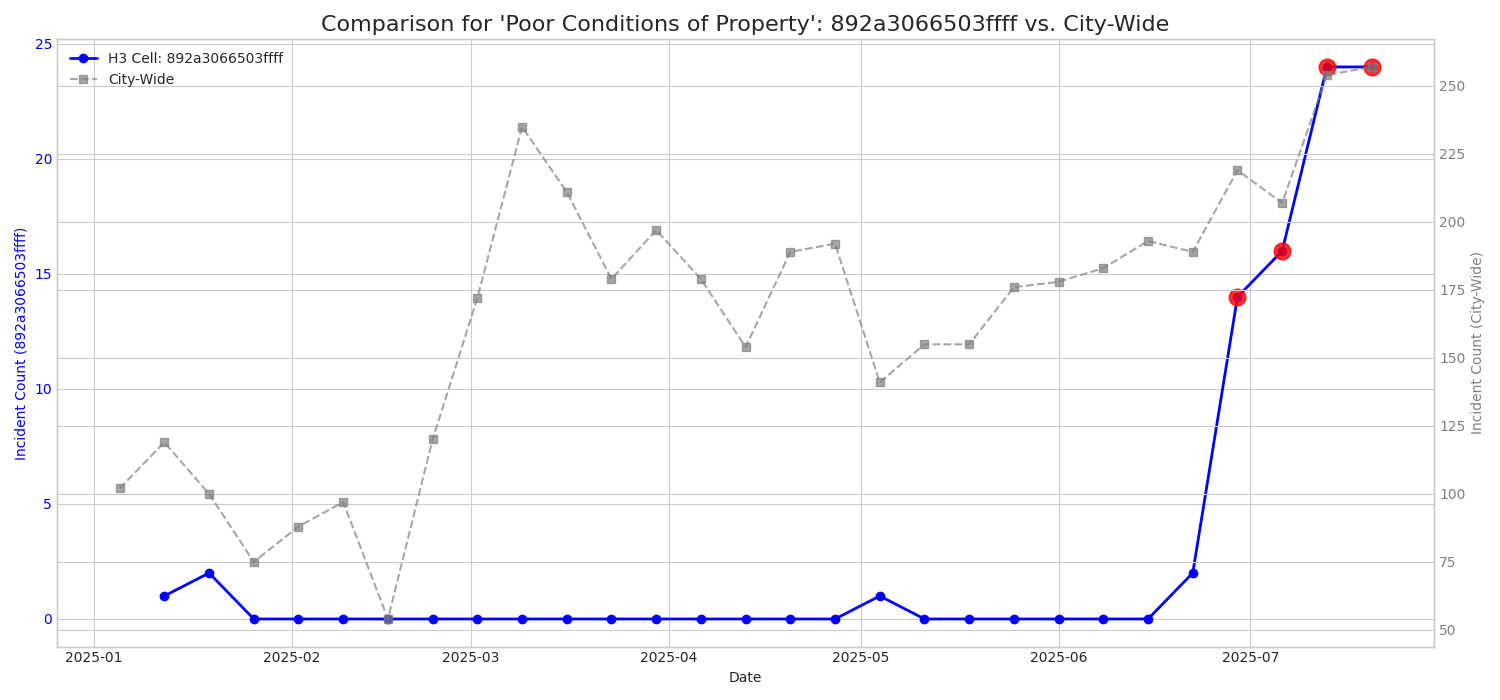 Comparison for 'Poor Conditions of Property': 892a3066503ffff vs. City-Wide
H3 Cell: 892a3066503ffff
City-Wide
Incident Count (892a3066503ffff)
25
20
15
10
5
0
Incident Count (City-Wide)
250
225
200
175
150
125
100
75
50
2025-01 2025-02 2025-03 2025-04 2025-05 2025-06 2025-07
Date